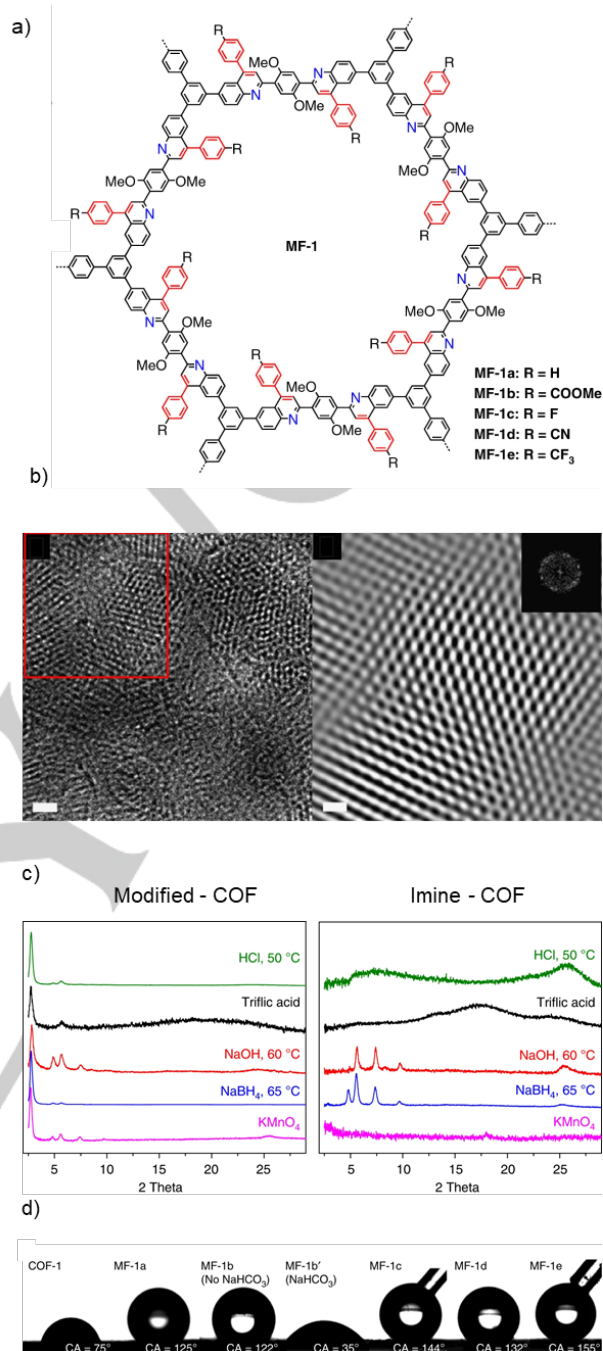 a)
R
R
R
R
MeO
N
OMe
N
MeO
N
OMe
N
OMe
N
R
R
MeO
OMe
N
R
MeO
OMe
N
R
N
R
MF-1
R
N
R
N
OMe
MeO
OMe
MeO
R
N
N
R
MF-1a: R = H
MF-1b: R = COOMe
MF-1c: R = F
MF-1d: R = CN
MF-1e: R = CF3
b)
c)
Modified - COF
Imine - COF
HCl, 50 °C
HCl, 50 °C
Triflic acid
Triflic acid
NaOH, 60 °C
NaOH, 60 °C
NaBH4, 65 °C
NaBH4, 65 °C
KMnO4
KMnO4
5 10 15 20 25
5 10 15 20 25
2 Theta
2 Theta
d)
COF-1 MF-1a MF-1b MF-1b' MF-1c MF-1d MF-1e
(No NaHCO3) (NaHCO3)
CA = 75° CA = 125° CA = 122° CA = 35° CA = 144° CA = 132° CA = 155°